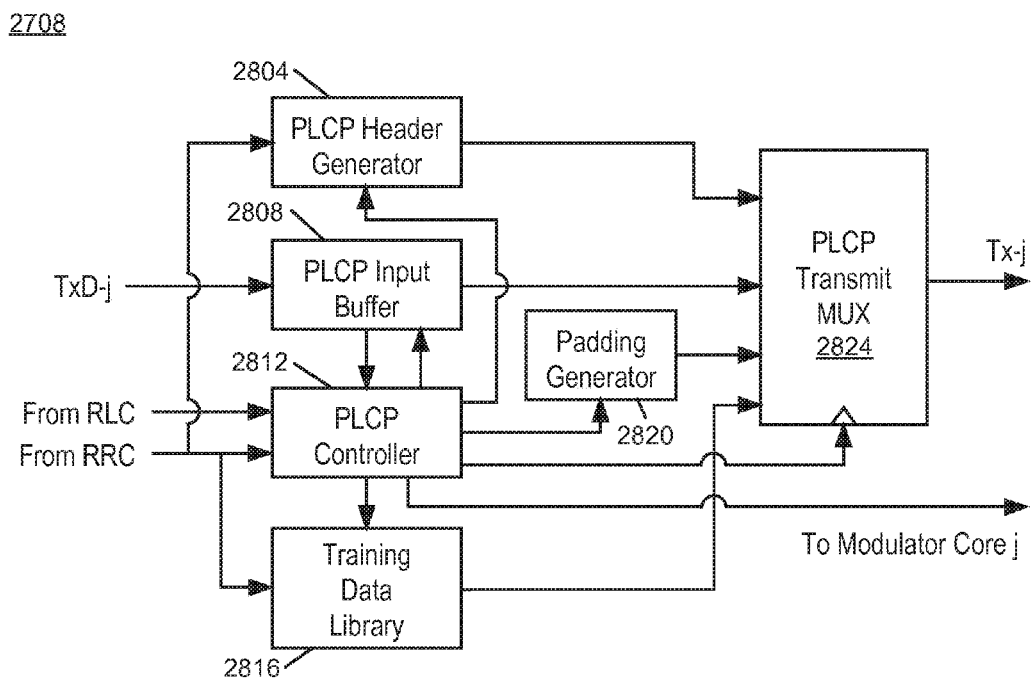 2708
2804
PLCP Header
Generator
2808
TxD-j
PLCP Input
Buffer
PLCP
Transmit
MUX
2824
Tx-j
2812
Padding
Generator
2820
From RLC
From RRC
PLCP
Controller
To Modulator Core j
Training
Data
Library
2816